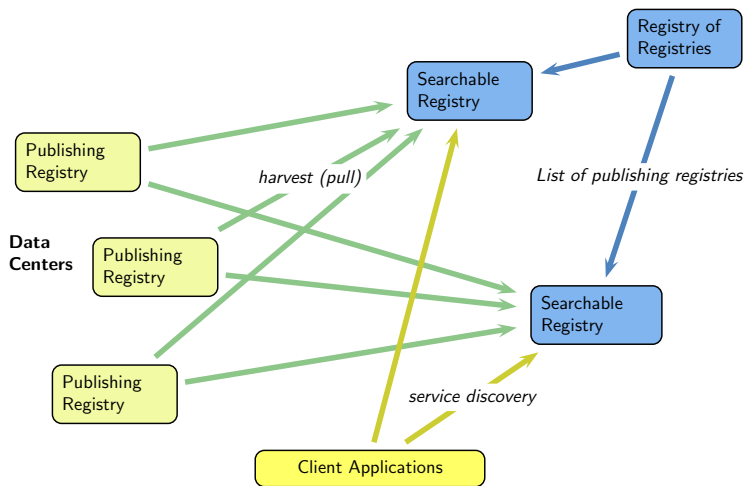 Registry of
Registries
Searchable
Registry
Publishing
Registry
harvest (pull)
List of publishing registries
Data
Centers
Publishing
Registry
Searchable
Registry
Publishing
Registry
service discovery
Client Applications